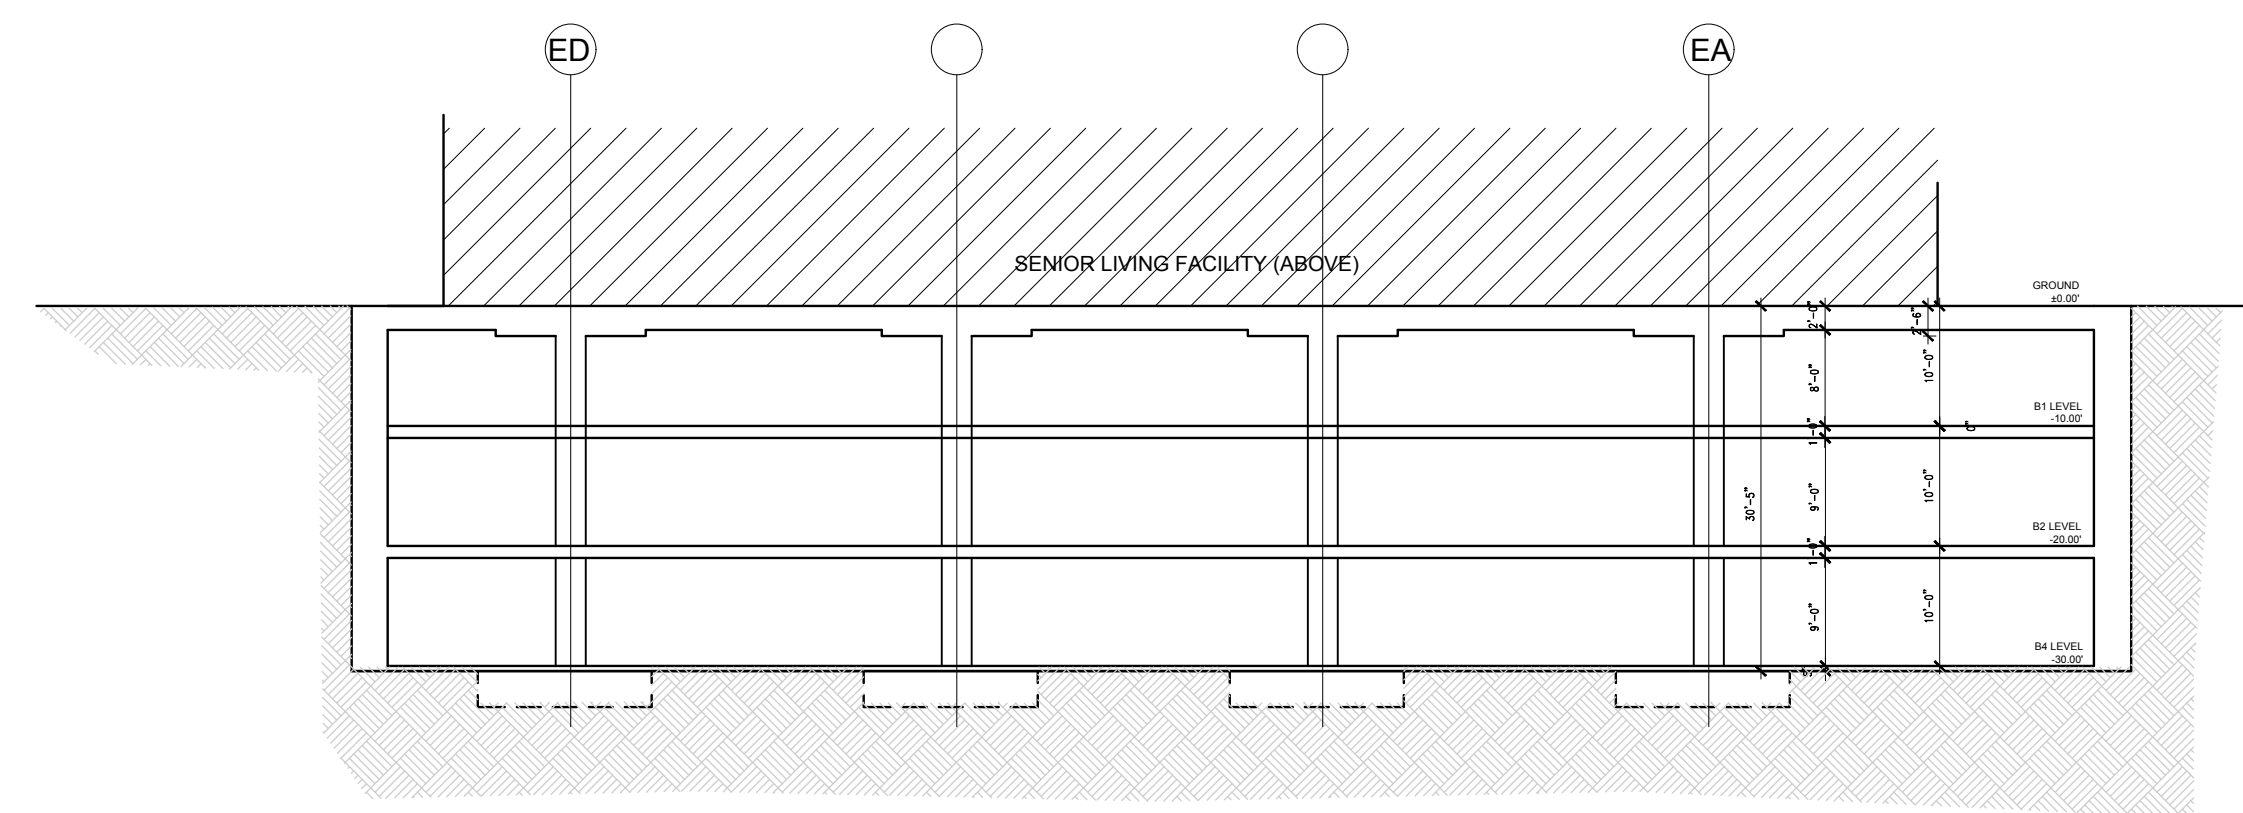 ED
EA
SENIOR LIVING FACILITY (ABOVE)
GROUND
±0.00'
2'-0"
2'-6"
10'-0"
8'-0"
B1 LEVEL
-10.00'
0"
1'-0"
10'-0"
30'-5"
9'-0"
B2 LEVEL
-20.00'
1'-0"
10'-0"
9'-0"
B4 LEVEL
-30.00'
5"